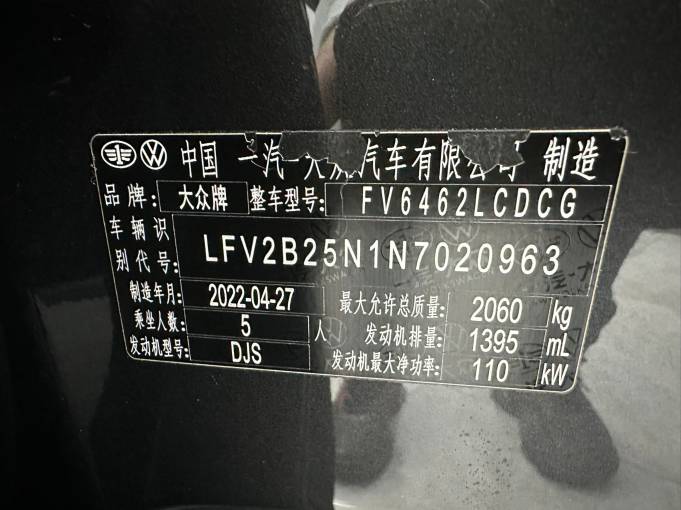 中国 一汽-大众汽车有限公司 制造
品牌: 大众牌 整车型号: FV6462LCDCG
车辆识别代号: LFV2B25N1N7020963
制造年月: 2022-04-27 最大允许总质量: 2060 kg
乘坐人数: 5 人 发动机排量: 1395 mL
发动机型号: DJS 发动机最大净功率: 110 kW